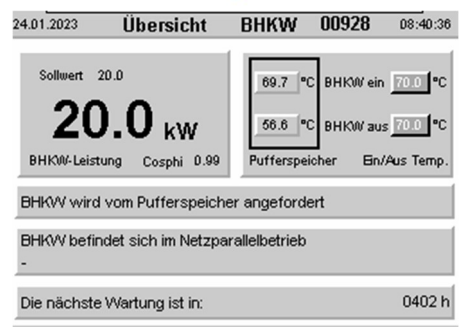 24.01.2023 Übersicht BHKW 00928 08:40:36
Sollwert 20.0
20.0 kW
BHKW-Leistung Cosphi 0.99
69.7 °C BHKW ein 70.0 °C
56.6 °C BHKW aus 70.0 °C
Pufferspeicher Ein/Aus Temp.
BHKW wird vom Pufferspeicher angefordert
BHKW befindet sich im Netzparallelbetrieb
-
Die nächste Wartung ist in: 0402 h